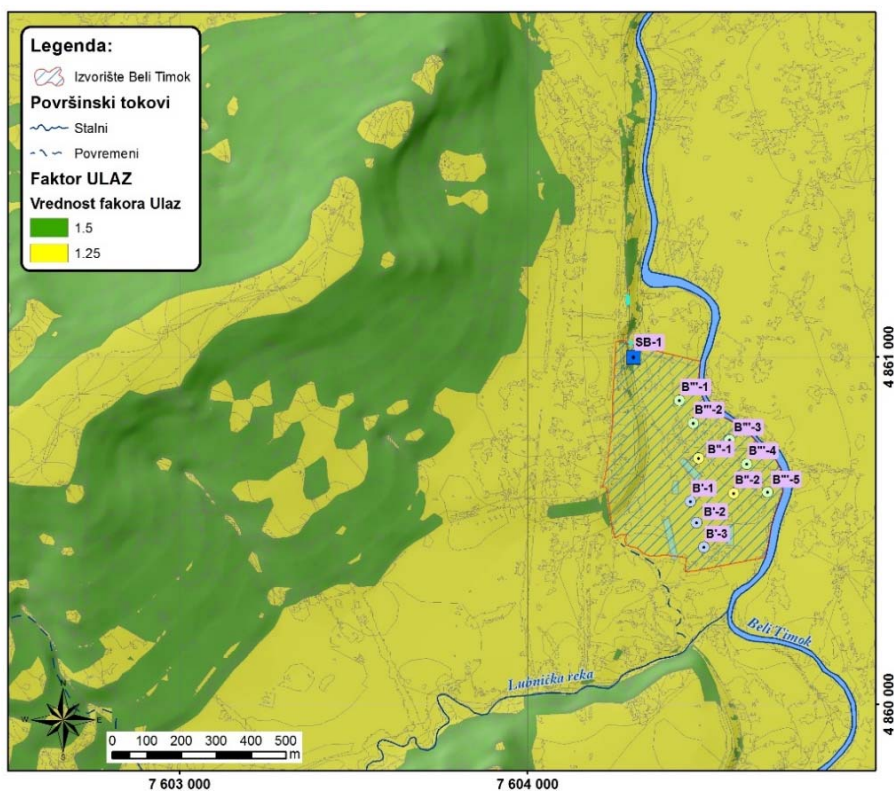 Legenda:
Izvorište Beli Timok
Površinski tokovi
Stalni
Povremeni
Faktor ULAZ
Vrednost fakora Ulaz
1.5
1.25
SB-1
B'''-1
B'''-2
B'''-3
B''-1
B'''-4
B'-1
B''-2
B'''-5
B'-2
B'-3
4 861 000
Beli Timok
Lubnička reka
4 860 000
N
W
E
S
0 100 200 300 400 500
m
7 603 000
7 604 000